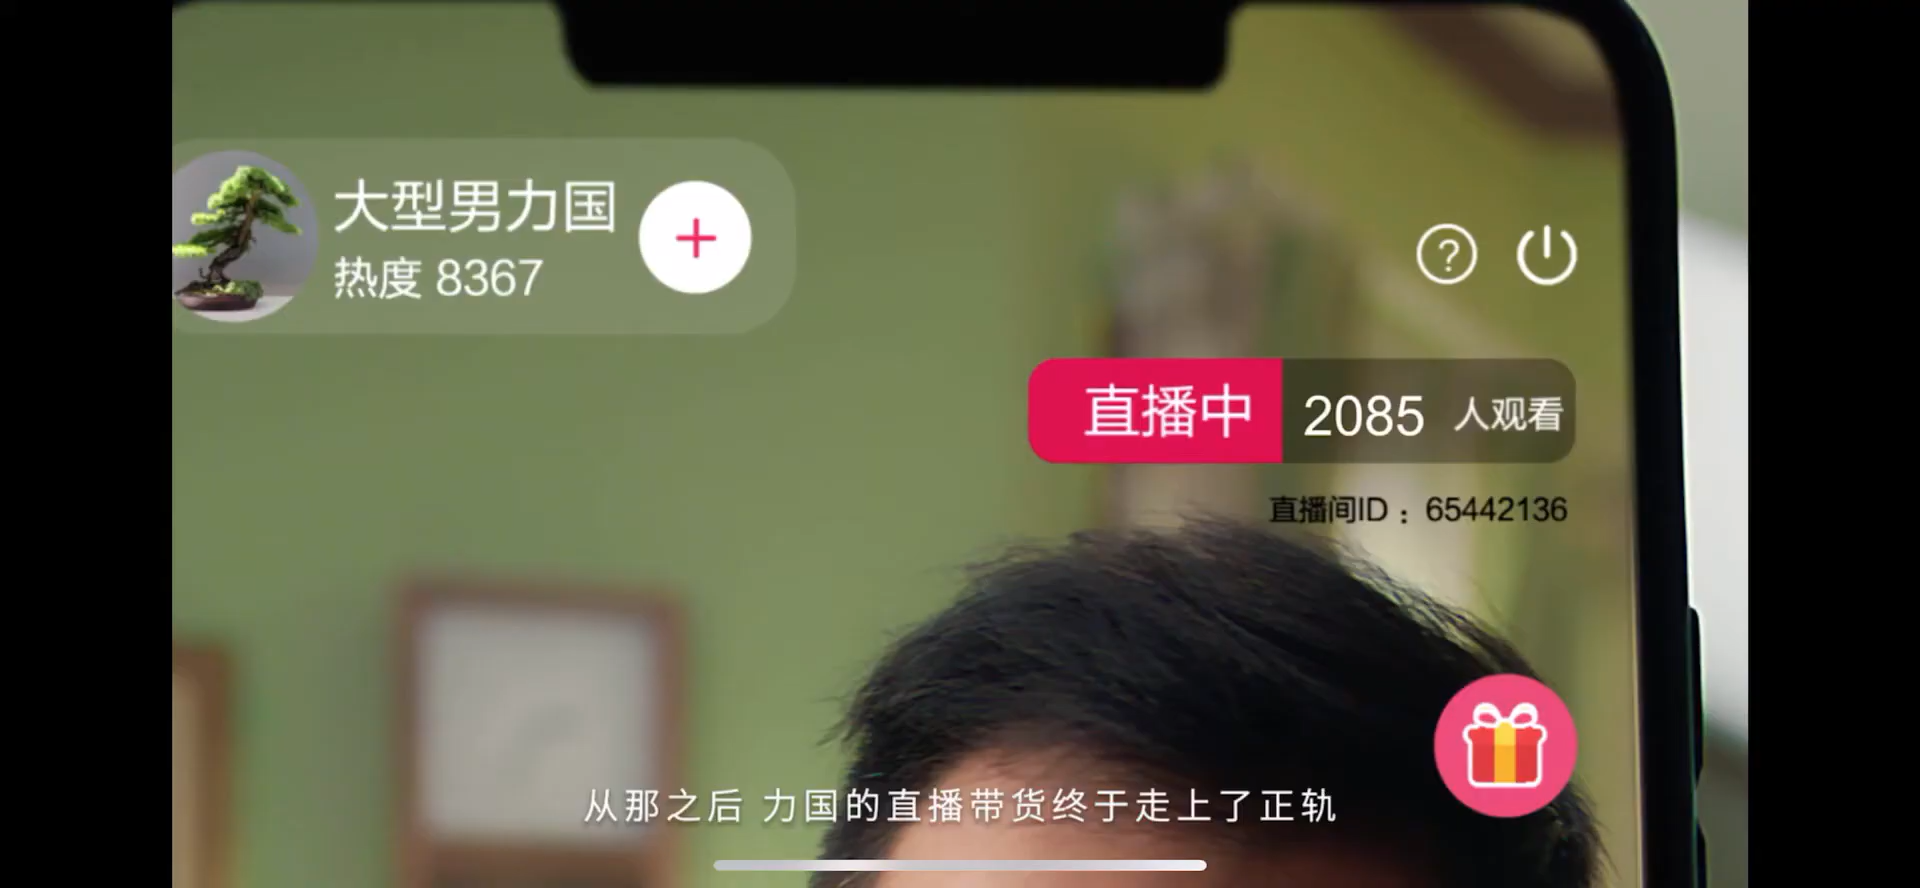 大型男力国
热度 8367
直播中 2085 人观看
直播间ID：65442136
从那之后 力国的直播带货终于走上了正轨